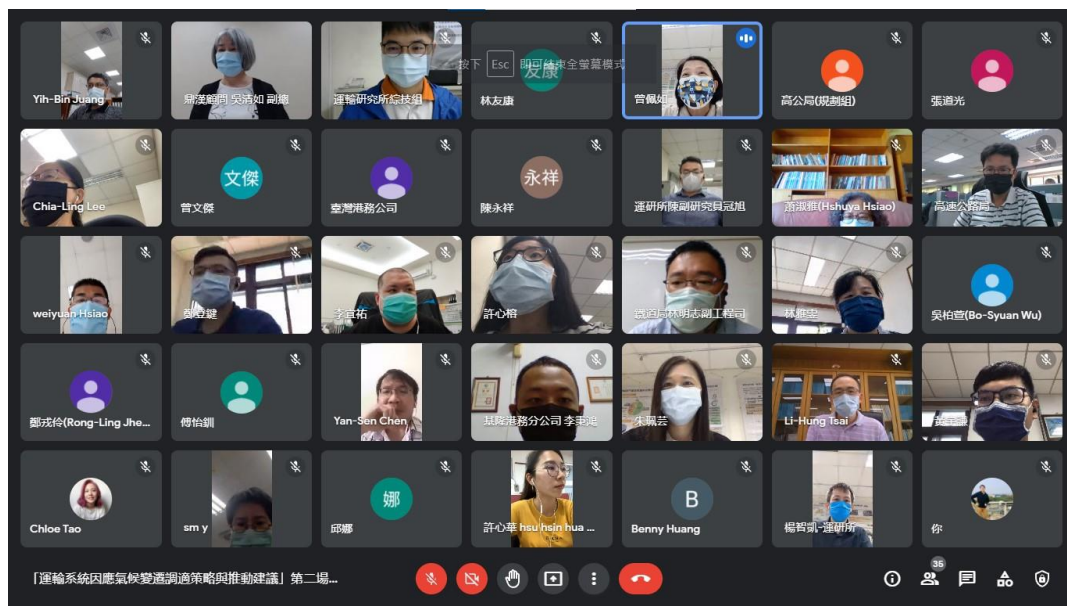 按下 Esc 即可結束全螢幕模式
Yih-Bin Juang
鼎漢顧問 吳清如 副總
運輸研究所綜技組
友康
林友康
曾佩如
高公局(規劃組)
張道光
Chia-Ling Lee
文傑
曾文傑
臺灣港務公司
永祥
陳永祥
運研所陳副研究員冠旭
蕭淑雅(Hshuya Hsiao)
高速公路局
weiyuan Hsiao
鄭登鍵
李宜祐
許心榕
鐵道局林明志副工程司
林雅雯
吳柏萱(Bo-Syuan Wu)
鄭戎伶(Rong-Ling Jhe...
傅怡釧
Yan-Sen Chen
基隆港務分公司 李秉鴻
朱珮芸
Li-Hung Tsai
Chloe Tao
sm y
娜
邱娜
許心華 hsu hsin hua ...
B
Benny Huang
楊智凱-運研所
你
「運輸系統因應氣候變遷調適策略與推動建議」第二場...
35